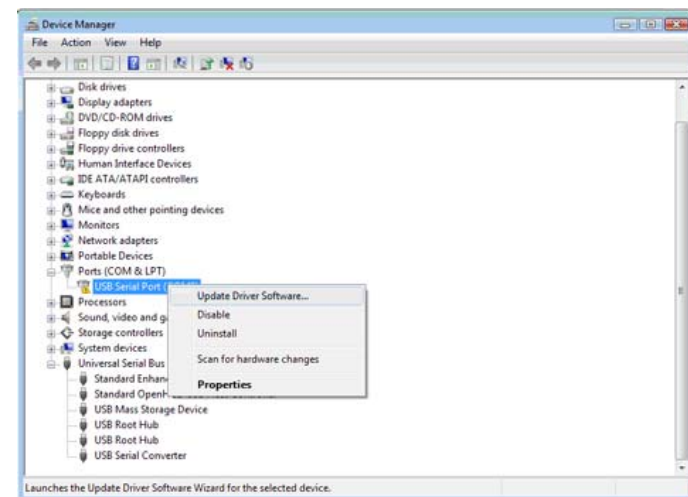 Device Manager
File Action View Help
Disk drives
Display adapters
DVD/CD-ROM drives
Floppy disk drives
Floppy drive controllers
Human Interface Devices
IDE ATA/ATAPI controllers
Keyboards
Mice and other pointing devices
Monitors
Network adapters
Portable Devices
Ports (COM & LPT)
USB Serial Port
Update Driver Software...
Processors
Disable
Sound, video and
Storage controllers
Uninstall
System devices
Universal Serial Bus
Scan for hardware changes
Standard
Properties
Standard
USB Mass Storage Device
USB Root Hub
USB Root Hub
USB Serial Converter
Launches the Update Driver Software Wizard for the selected device.